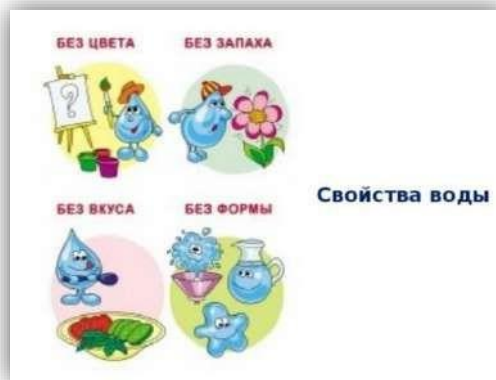 БЕЗ ЦВЕТА
БЕЗ ЗАПАХА
?
БЕЗ ВКУСА
БЕЗ ФОРМЫ
Свойства воды